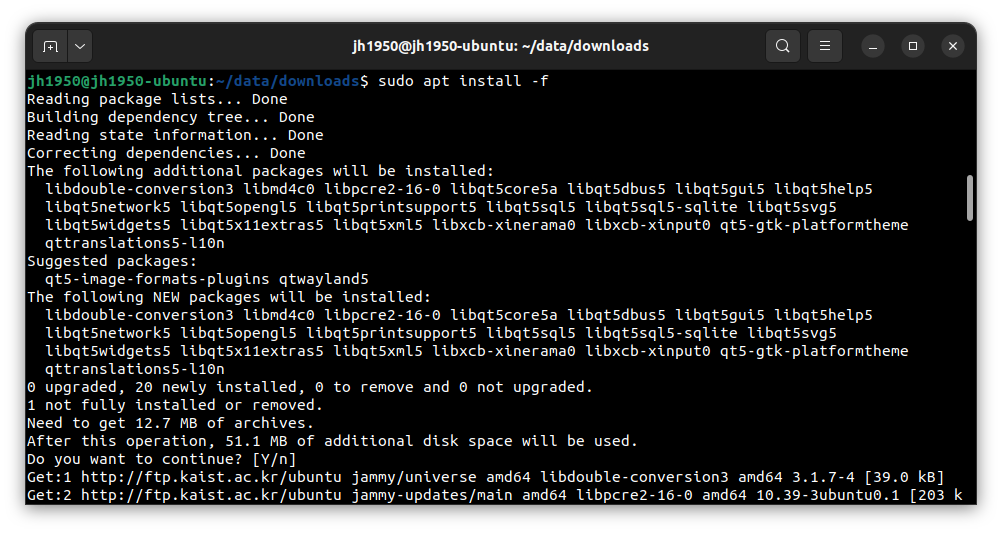 jh1950@jh1950-ubuntu: ~/data/downloads
jh1950@jh1950-ubuntu:~/data/downloads$ sudo apt install -f
Reading package lists... Done
Building dependency tree... Done
Reading state information... Done
Correcting dependencies... Done
The following additional packages will be installed:
  libdouble-conversion3 libmd4c0 libpcre2-16-0 libqt5core5a libqt5dbus5 libqt5gui5 libqt5help5
  libqt5network5 libqt5opengl5 libqt5printsupport5 libqt5sql5 libqt5sql5-sqlite libqt5svg5
  libqt5widgets5 libqt5x11extras5 libqt5xml5 libxcb-xinerama0 libxcb-xinput0 qt5-gtk-platformtheme
  qttranslations5-l10n
Suggested packages:
  qt5-image-formats-plugins qtwayland5
The following NEW packages will be installed:
  libdouble-conversion3 libmd4c0 libpcre2-16-0 libqt5core5a libqt5dbus5 libqt5gui5 libqt5help5
  libqt5network5 libqt5opengl5 libqt5printsupport5 libqt5sql5 libqt5sql5-sqlite libqt5svg5
  libqt5widgets5 libqt5x11extras5 libqt5xml5 libxcb-xinerama0 libxcb-xinput0 qt5-gtk-platformtheme
  qttranslations5-l10n
0 upgraded, 20 newly installed, 0 to remove and 0 not upgraded.
1 not fully installed or removed.
Need to get 12.7 MB of archives.
After this operation, 51.1 MB of additional disk space will be used.
Do you want to continue? [Y/n]
Get:1 http://ftp.kaist.ac.kr/ubuntu jammy/universe amd64 libdouble-conversion3 amd64 3.1.7-4 [39.0 kB]
Get:2 http://ftp.kaist.ac.kr/ubuntu jammy-updates/main amd64 libpcre2-16-0 amd64 10.39-3ubuntu0.1 [203 k